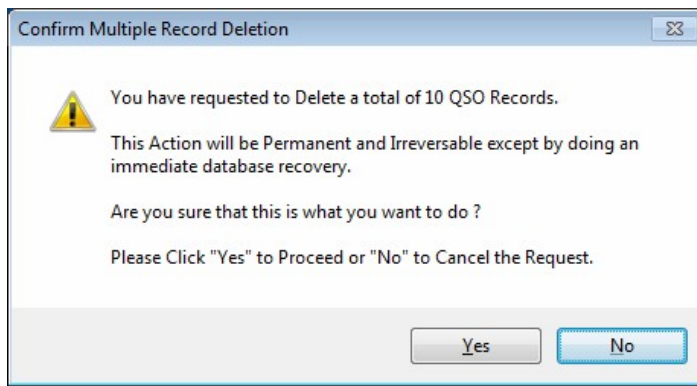 Confirm Multiple Record Deletion
You have requested to Delete a total of 10 QSO Records.
This Action will be Permanent and Irreversable except by doing an
immediate database recovery.
Are you sure that this is what you want to do ?
Please Click "Yes" to Proceed or "No" to Cancel the Request.
Yes
No